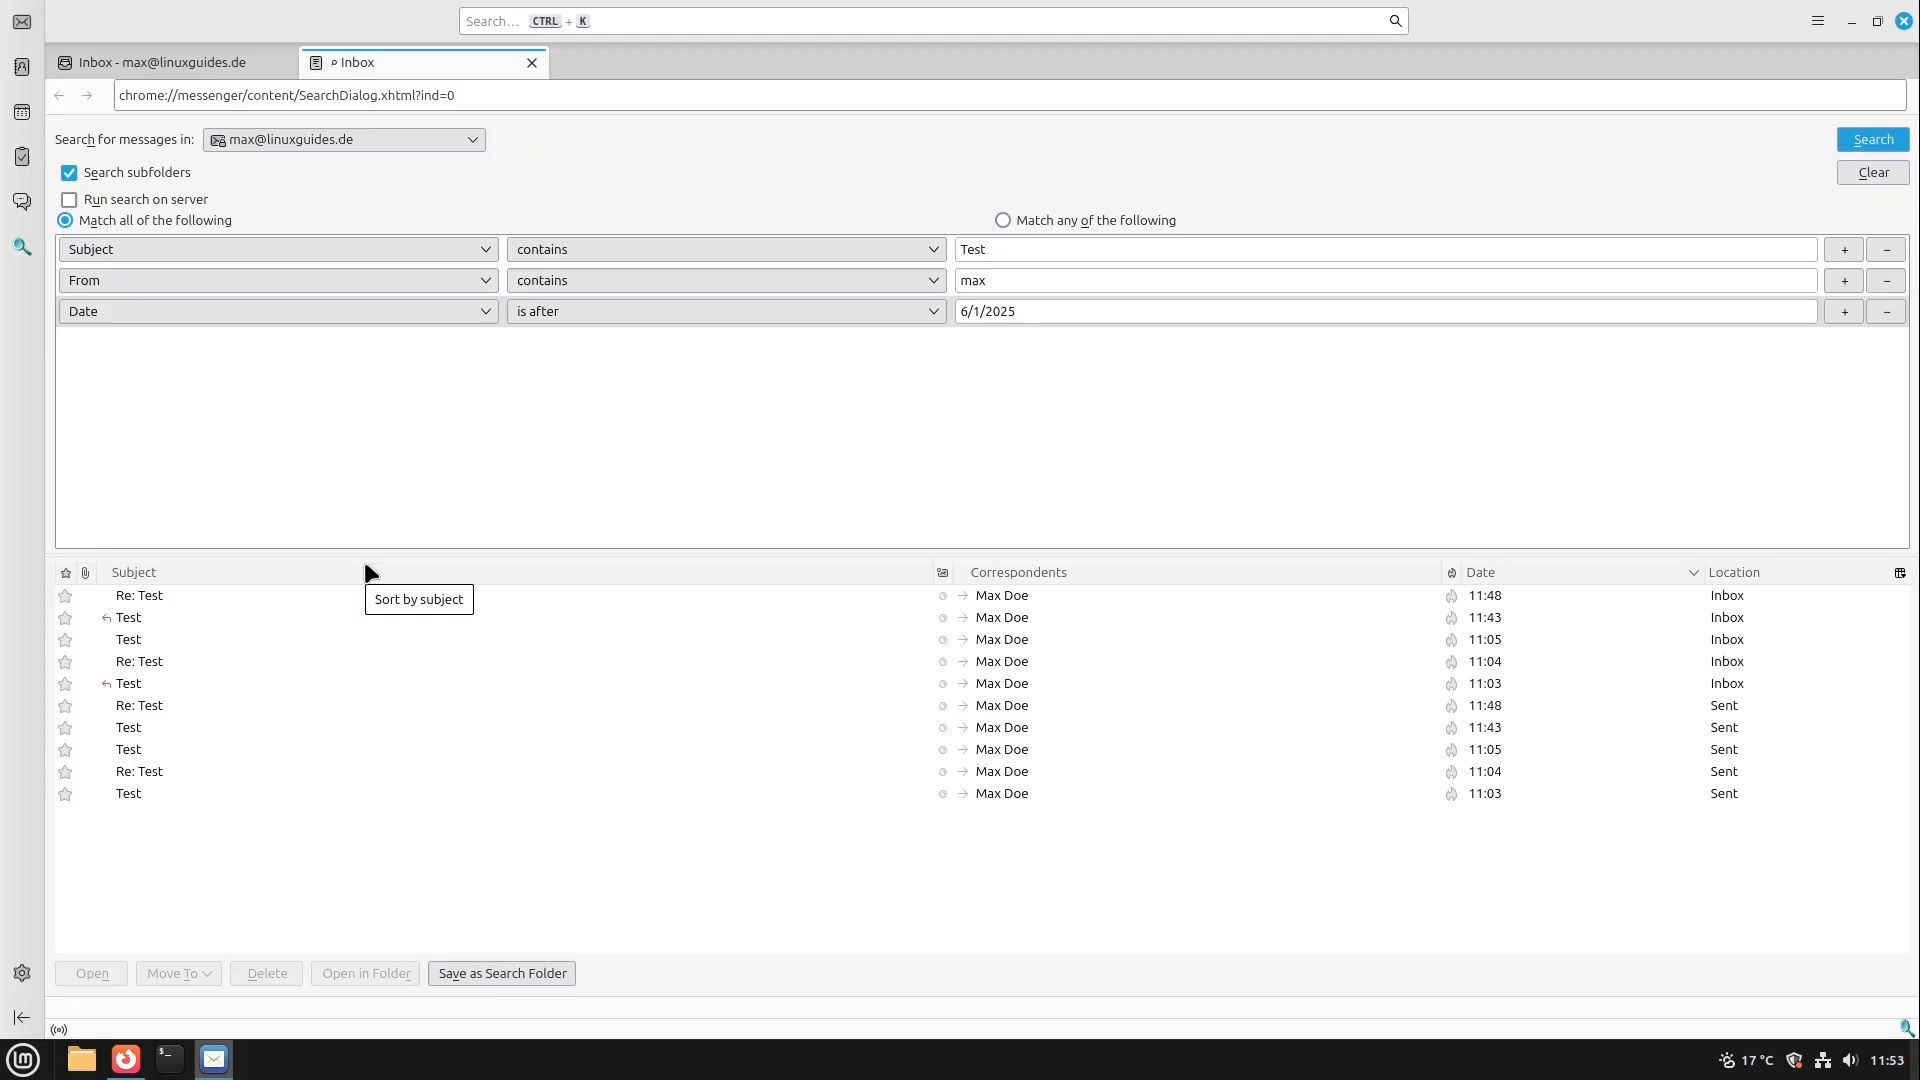 Search... CTRL + K
Inbox - max@linuxguides.de
Inbox
chrome://messenger/content/SearchDialog.xhtml?ind=0
Search for messages in: max@linuxguides.de
Search
Search subfolders
Clear
Run search on server
Match all of the following
Match any of the following
Subject contains Test + −
From contains max + −
Date is after 6/1/2025 + −
Subject Correspondents Date Location
Sort by subject
Re: Test Max Doe 11:48 Inbox
Test Max Doe 11:43 Inbox
Test Max Doe 11:05 Inbox
Re: Test Max Doe 11:04 Inbox
Test Max Doe 11:03 Inbox
Re: Test Max Doe 11:48 Sent
Test Max Doe 11:43 Sent
Test Max Doe 11:05 Sent
Re: Test Max Doe 11:04 Sent
Test Max Doe 11:03 Sent
Open Move To Delete Open in Folder Save as Search Folder
17 °C 11:53